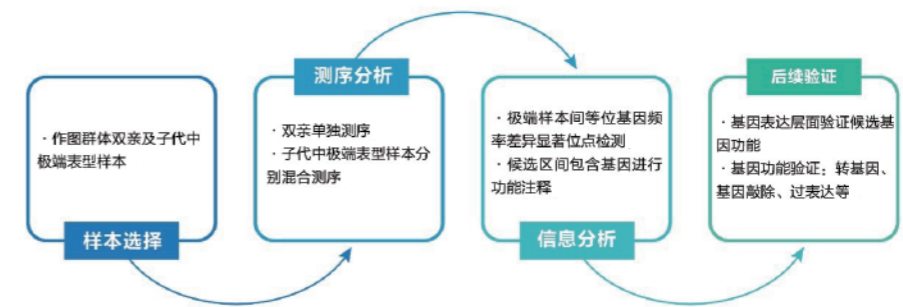 · 作图群体双亲及子代中
极端表型样本
样本选择
测序分析
· 双亲单独测序
· 子代中极端表型样本分
别混合测序
· 极端样本间等位基因频
率差异显著位点检测
· 候选区间包含基因进行
功能注释
信息分析
后续验证
· 基因表达层面验证候选基
因功能
· 基因功能验证：转基因、
基因敲除、过表达等